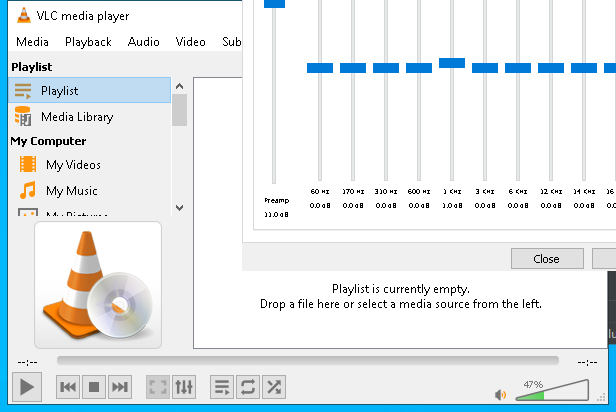 VLC media player
Media Playback Audio Video Sub
Playlist
Playlist
Media Library
My Computer
My Videos
My Music
My Pictures
60 Hz 170 Hz 310 Hz 600 Hz 1 KHz 3 KHz 6 KHz 12 KHz 14 KHz 16
Preamp 0.0 dB 0.0 dB 0.0 dB 0.0 dB 1.0 dB 0.0 dB 0.0 dB 0.0 dB 0.0 dB 0.0
11.0 dB
Close
Playlist is currently empty.
Drop a file here or select a media source from the left.
--:-- --:--
47%